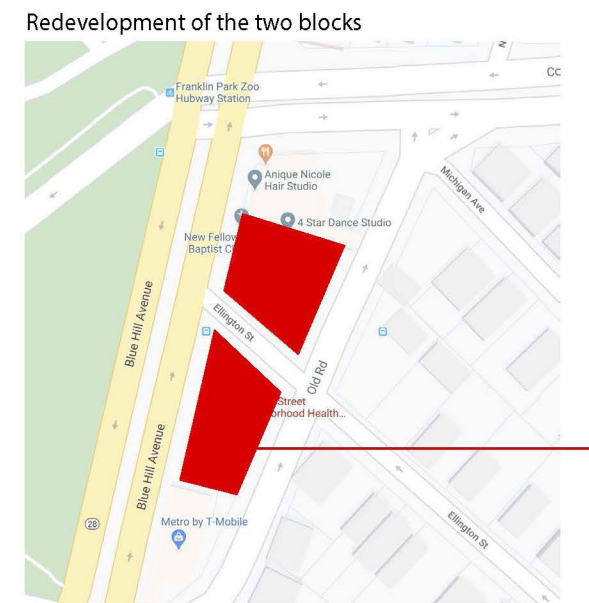 Redevelopment of the two blocks
N
Franklin Park Zoo
Hubway Station
Co
Anique Nicole
Hair Studio
Michigan Ave
4 Star Dance Studio
New Fellow
Baptist C
Ellington St
Blue Hill Avenue
Old Rd
Street
orhood Health...
Blue Hill Avenue
Metro by T-Mobile
28
Ellington St